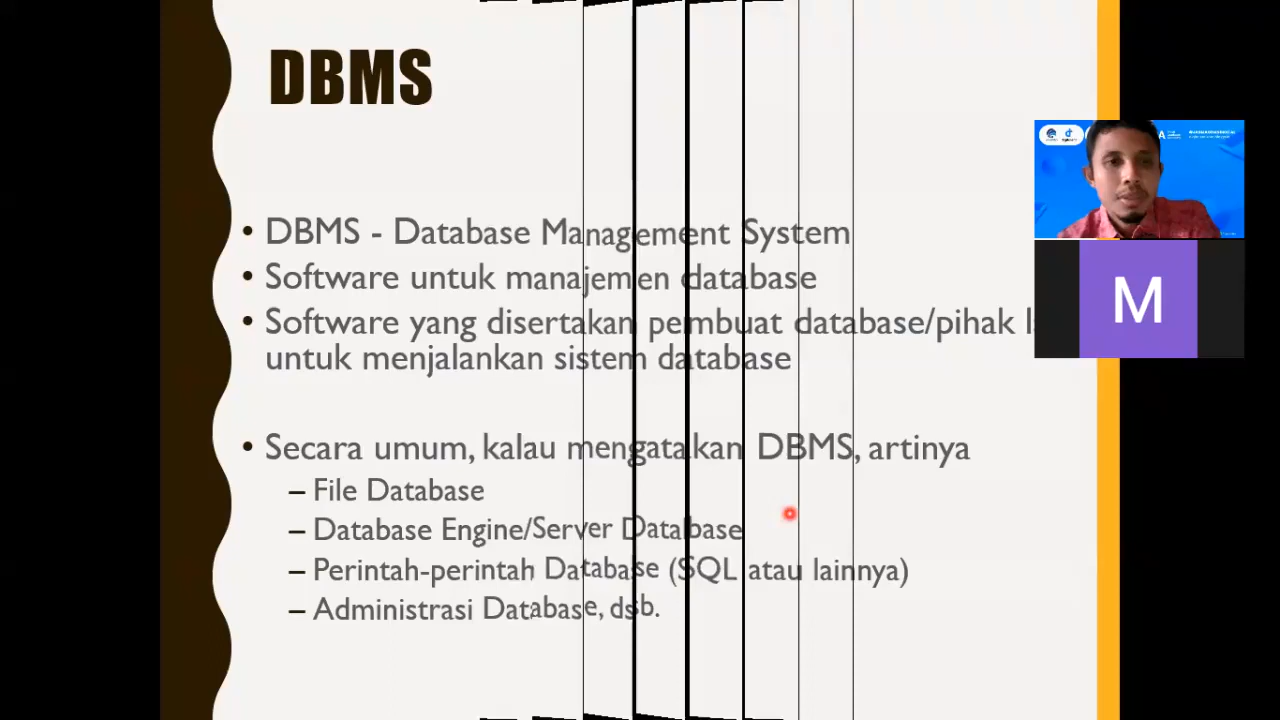 DBMS
• DBMS - Database Management System
• Software untuk manajemen database
• Software yang disertakan pembuat database/pihak
untuk menjalankan sistem database
• Secara umum, kalau mengatakan DBMS, artinya
– File Database
– Database Engine/Server Database
– Perintah-perintah Database (SQL atau lainnya)
– Administrasi Database, dsb.
M